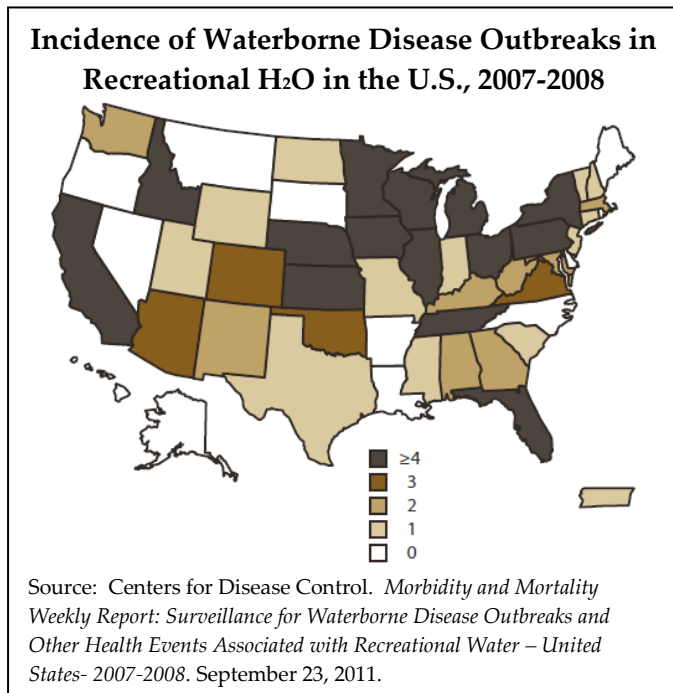 Incidence of Waterborne Disease Outbreaks in
Recreational H₂O in the U.S., 2007-2008
≥4
3
2
1
0
Source: Centers for Disease Control. Morbidity and Mortality
Weekly Report: Surveillance for Waterborne Disease Outbreaks and
Other Health Events Associated with Recreational Water – United
States- 2007-2008. September 23, 2011.